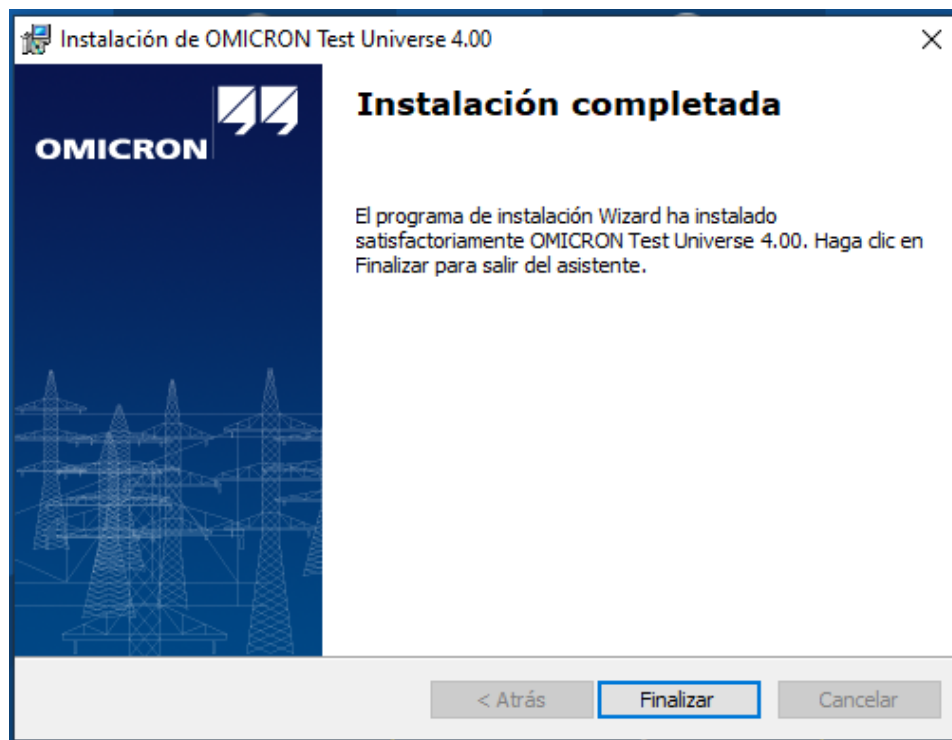 Instalación de OMICRON Test Universe 4.00
OMICRON
Instalación completada
El programa de instalación Wizard ha instalado
satisfactoriamente OMICRON Test Universe 4.00. Haga clic en
Finalizar para salir del asistente.
< Atrás
Finalizar
Cancelar